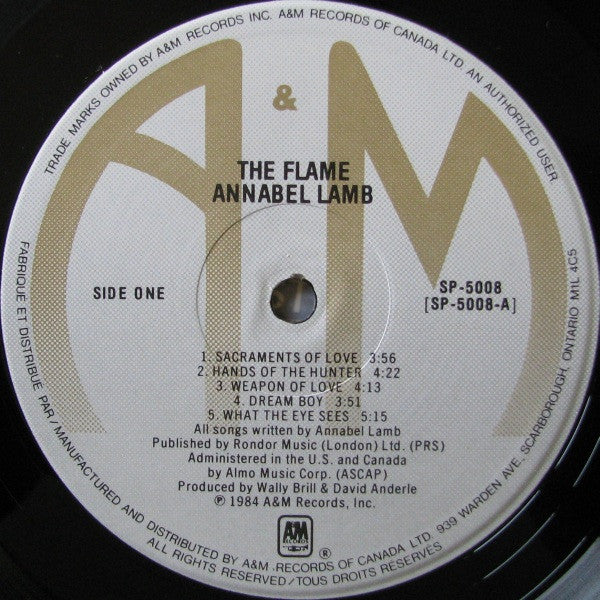 TRADE MARKS OWNED BY A&M RECORDS INC. A&M RECORDS OF CANADA LTD. AN AUTHORIZED USER
A & M
THE FLAME
ANNABEL LAMB
SIDE ONE
SP-5008
[SP-5008-A]
1. SACRAMENTS OF LOVE 3:56
2. HANDS OF THE HUNTER 4:22
3. WEAPON OF LOVE 4:13
4. DREAM BOY 3:51
5. WHAT THE EYE SEES 5:15
All songs written by Annabel Lamb
Published by Rondor Music (London) Ltd. (PRS)
Administered in the U.S. and Canada
by Almo Music Corp. (ASCAP)
Produced by Wally Brill & David Anderle
℗ 1984 A&M Records, Inc.
A&M
RECORDS
®
FABRIQUE ET DISTRIBUE PAR / MANUFACTURED AND DISTRIBUTED BY A&M RECORDS OF CANADA LTD. 939 WARDEN AVE, SCARBOROUGH, ONTARIO M1L 4C5
ALL RIGHTS RESERVED/TOUS DROITS RESERVÉS